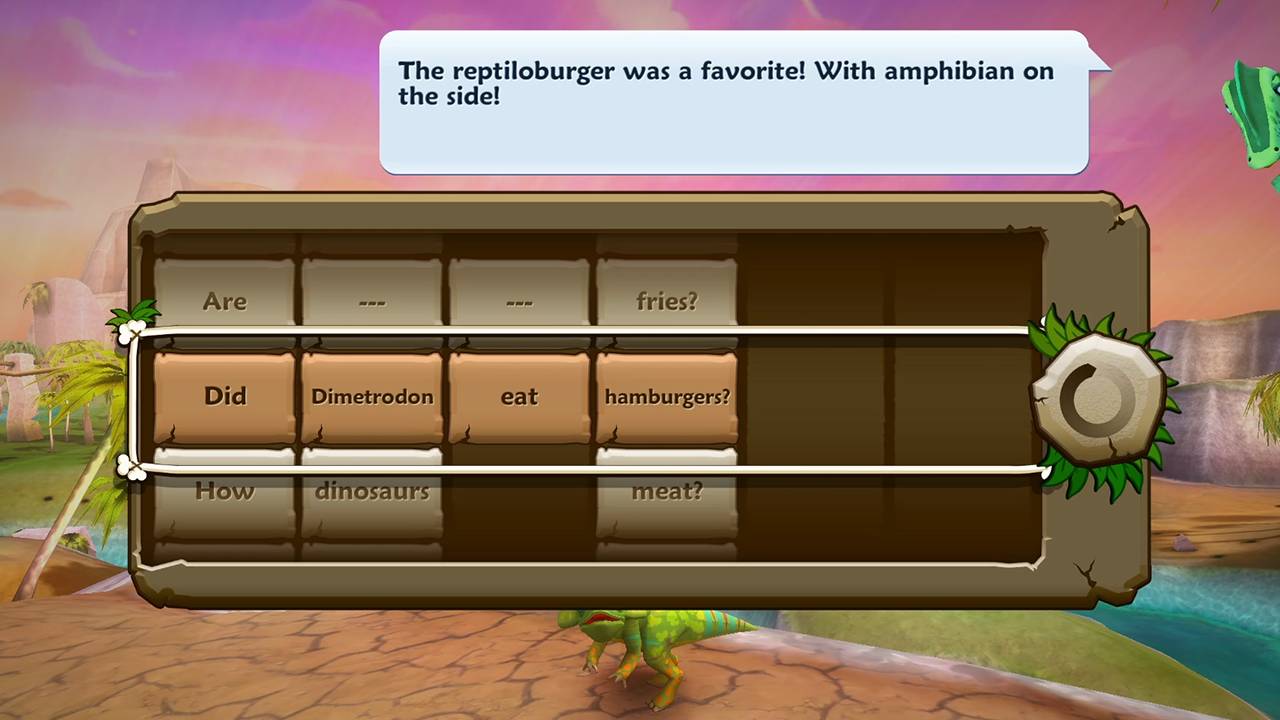 The reptiloburger was a favorite! With amphibian on
the side!
Are --- --- fries?
Did Dimetrodon eat hamburgers?
How dinosaurs meat?